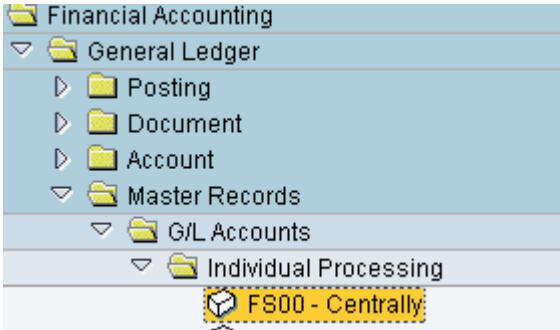 Financial Accounting
General Ledger
Posting
Document
Account
Master Records
G/L Accounts
Individual Processing
FS00 - Centrally